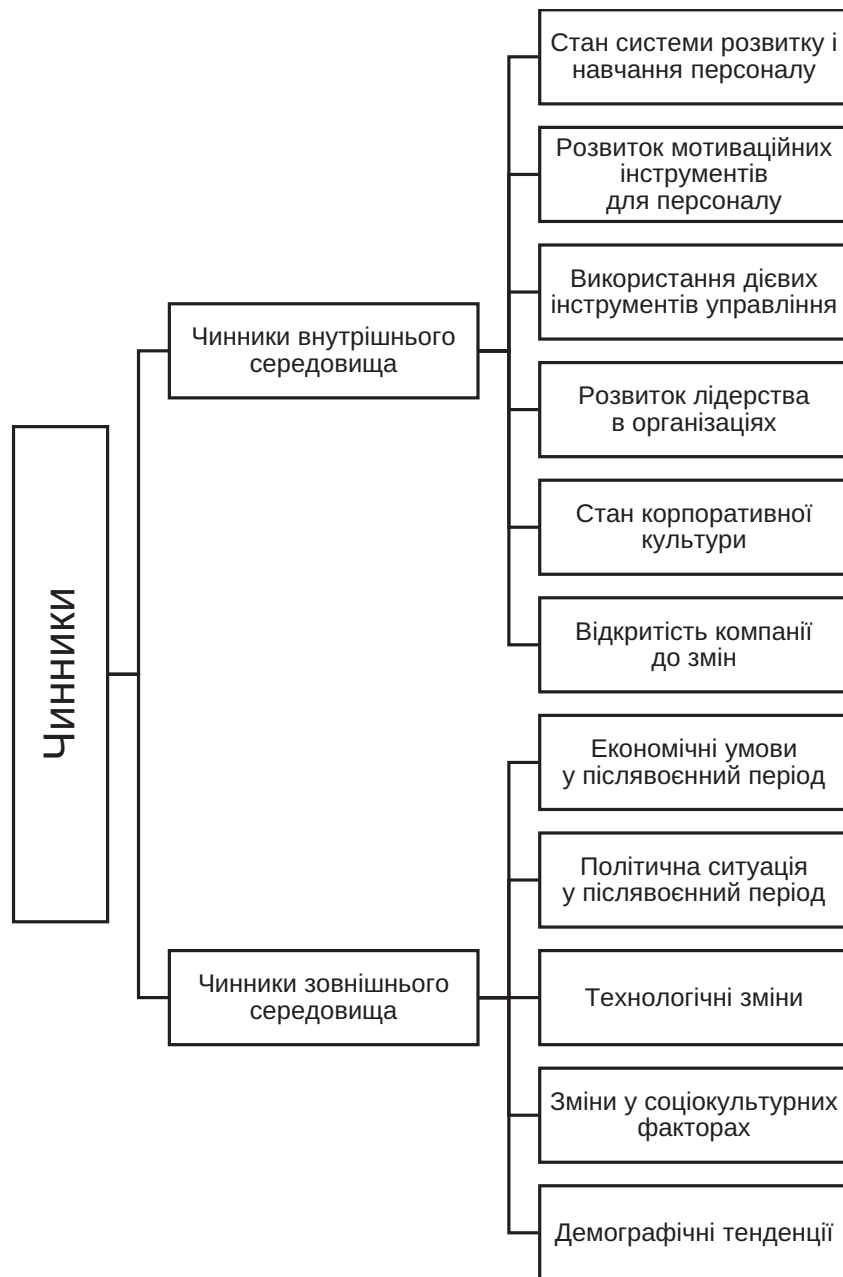 Чинники
Чинники внутрішнього
середовища
Стан системи розвитку і
навчання персоналу
Розвиток мотиваційних
інструментів
для персоналу
Використання дієвих
інструментів управління
Розвиток лідерства
в організаціях
Стан корпоративної
культури
Відкритість компанії
до змін
Чинники зовнішнього
середовища
Економічні умови
у післявоєнний період
Політична ситуація
у післявоєнний період
Технологічні зміни
Зміни у соціокультурних
факторах
Демографічні тенденції